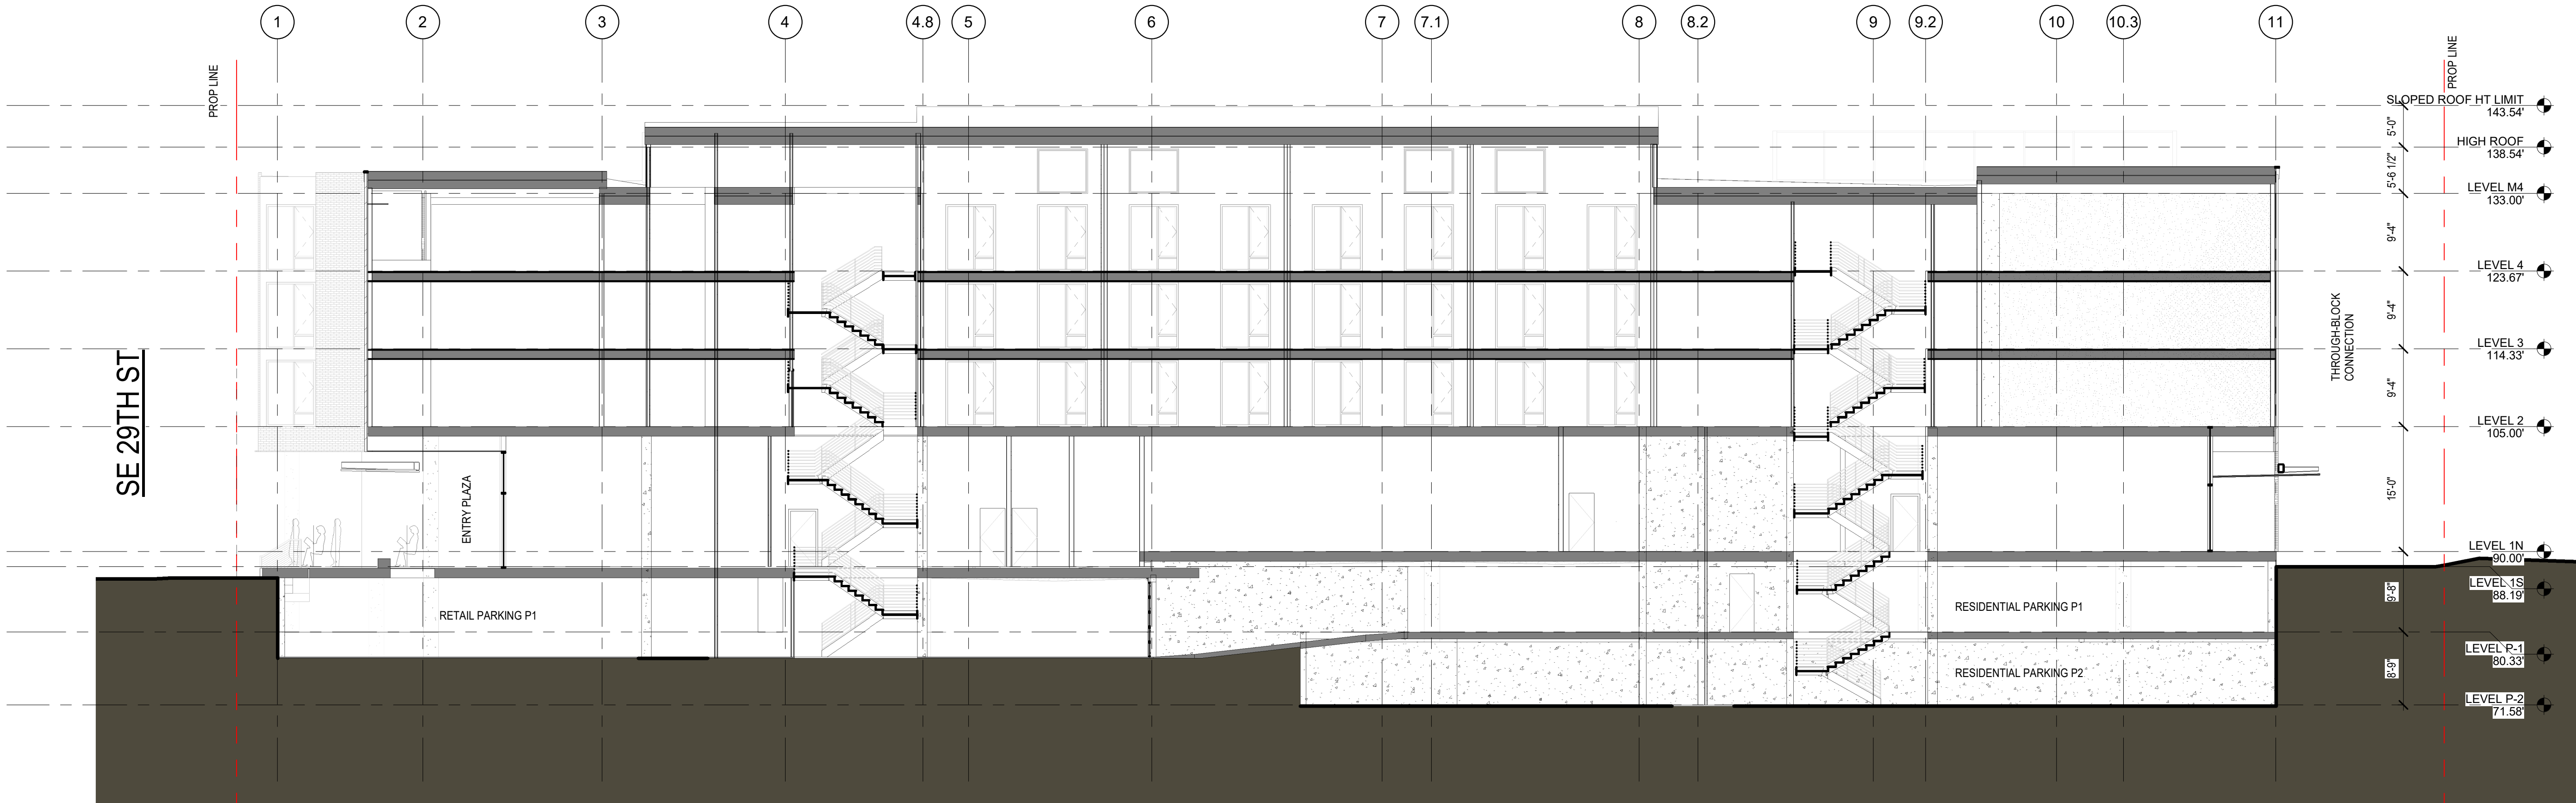 1
2
3
4
4.8
5
6
7
7.1
8
8.2
9
9.2
10
10.3
11
PROP LINE
PROP LINE
SLOPED ROOF HT LIMIT
143.54'
5'-0"
HIGH ROOF
138.54'
5'-6 1/2"
LEVEL M4
133.00'
9'-4"
LEVEL 4
123.67'
9'-4"
LEVEL 3
114.33'
9'-4"
LEVEL 2
105.00'
15'-0"
LEVEL 1N
90.00'
LEVEL 1S
88.19'
9'-8"
LEVEL P-1
80.33'
8'-9"
LEVEL P-2
71.58'
THROUGH-BLOCK
CONNECTION
SE 29TH ST
ENTRY PLAZA
RETAIL PARKING P1
RESIDENTIAL PARKING P1
RESIDENTIAL PARKING P2